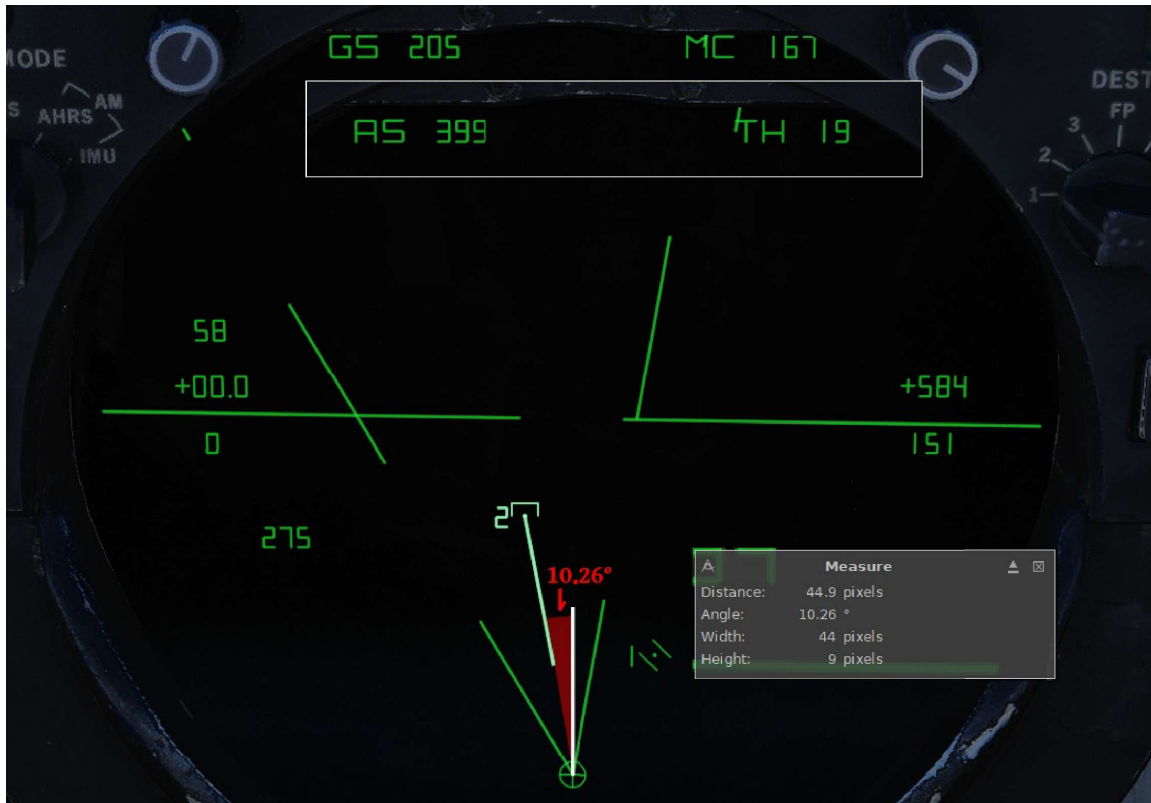 GS 205 MC 167
MODE
DEST
S AHRS AM
FP
AS 399 TH 19
3
IMU
2
1
58
+00.0 +584
0 151
2
275
10.26°
Measure
Distance: 44.9 pixels
Angle: 10.26 °
Width: 44 pixels
Height: 9 pixels